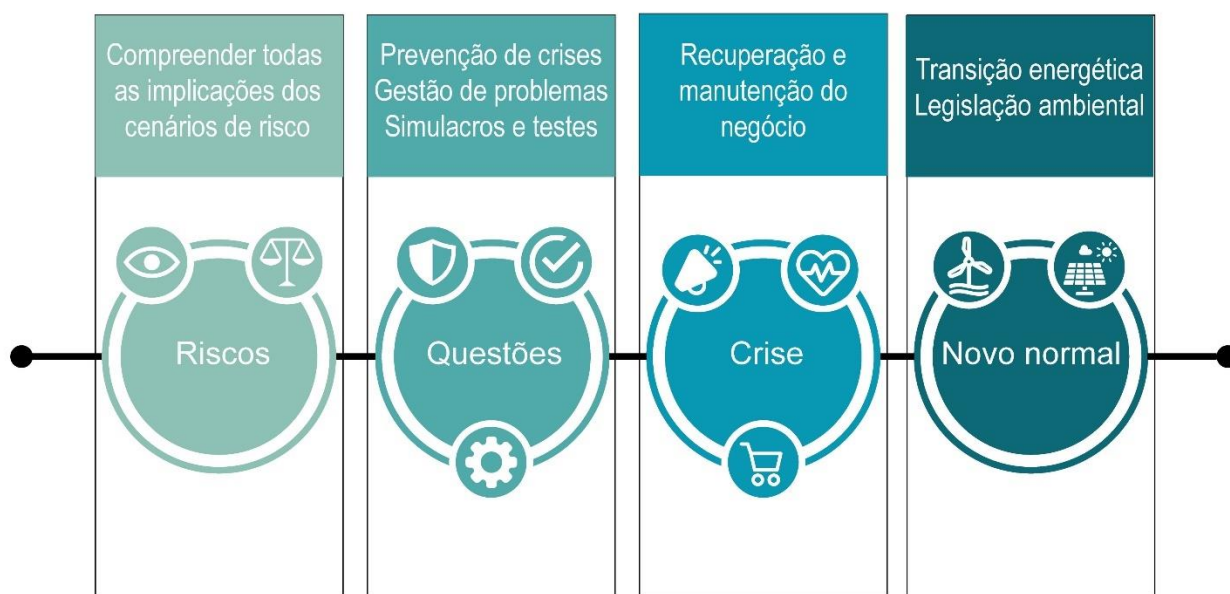 Compreender todas
as implicações dos
cenários de risco
Prevenção de crises
Gestão de problemas
Simulacros e testes
Recuperação e
manutenção do
negócio
Transição energética
Legislação ambiental
Riscos
Questões
Crise
Novo normal